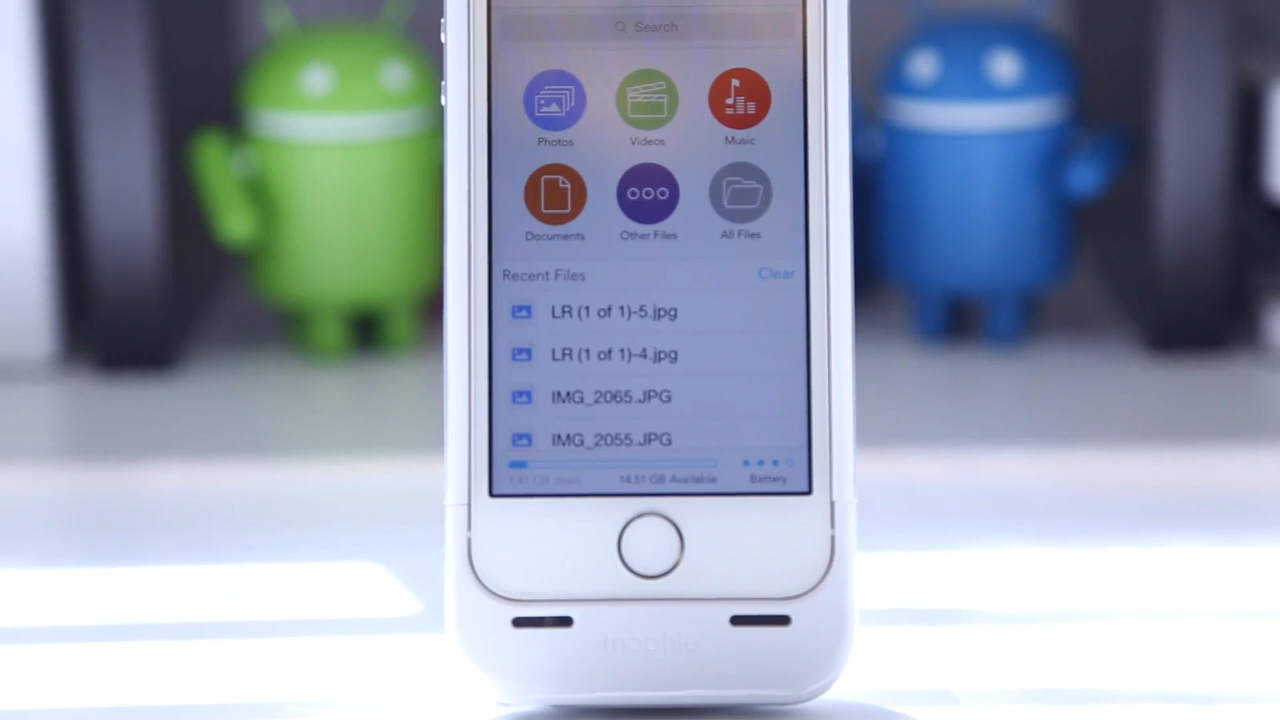 Search
Photos Videos Music
Documents Other Files All Files
Recent Files Clear
LR (1 of 1)-5.jpg
LR (1 of 1)-4.jpg
IMG_2065.JPG
IMG_2055.JPG
14.51 GB Available Battery
mophie